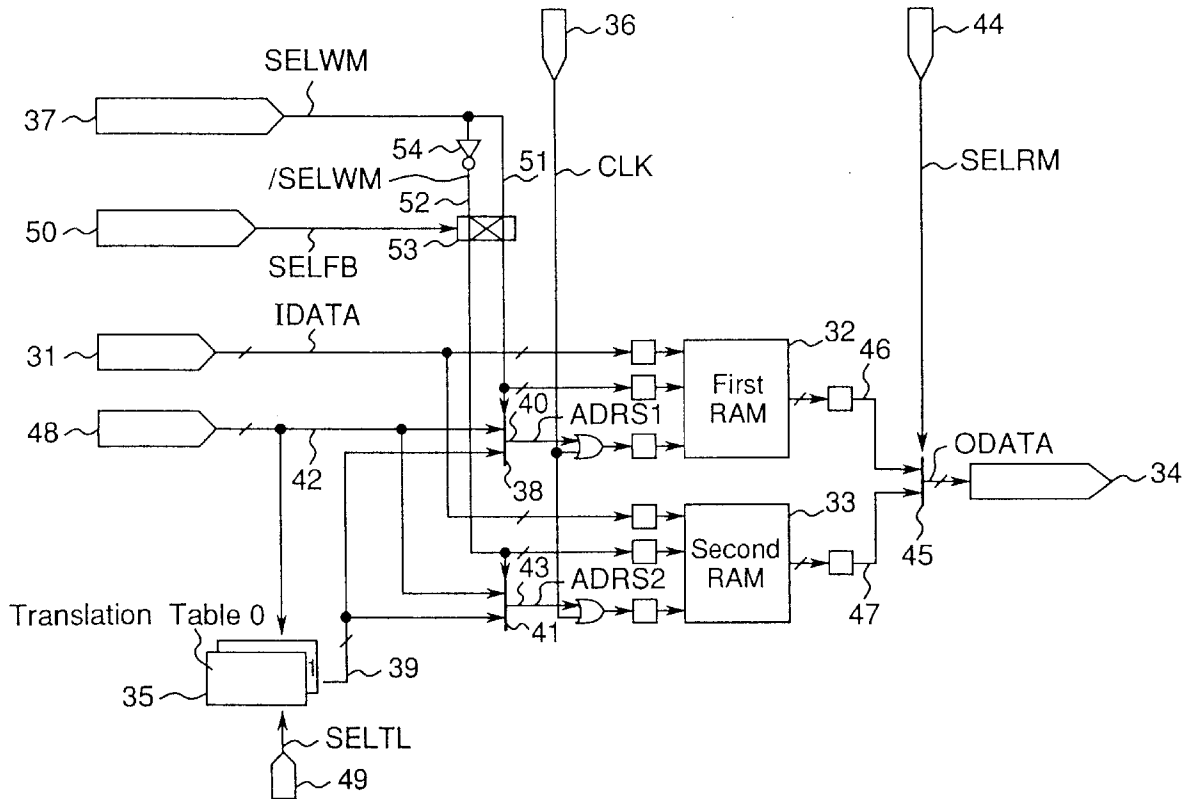 36
44
SELWM
37
54
51
CLK
SELRM
/SELWM
52
50
53
SELFB
IDATA
31
32
46
First
RAM
40
ADRS1
48
42
38
ODATA
34
45
33
Second
RAM
43
ADRS2
47
41
Translation Table 0
1
35
39
SELTL
49